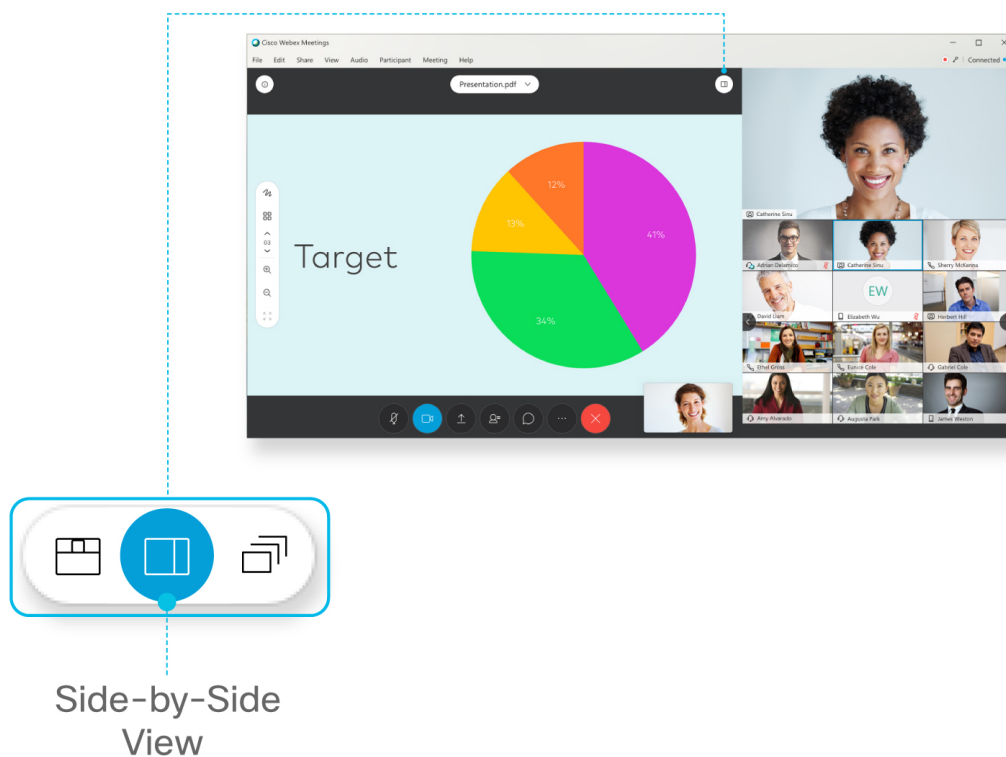 Cisco Webex Meetings
File Edit Share View Audio Participant Meeting Help
Connected
Presentation.pdf
03
Target
12%
13%
41%
34%
Catherine Sinu
Adrian Delamico
Catherine Sinu
Sherry McKenna
David Liam
Elizabeth Wu
Herbert Hill
EW
Ethel Gross
Eunice Cole
Gabriel Cole
Amy Alvarado
Augusta Park
James Weston
Side-by-Side
View